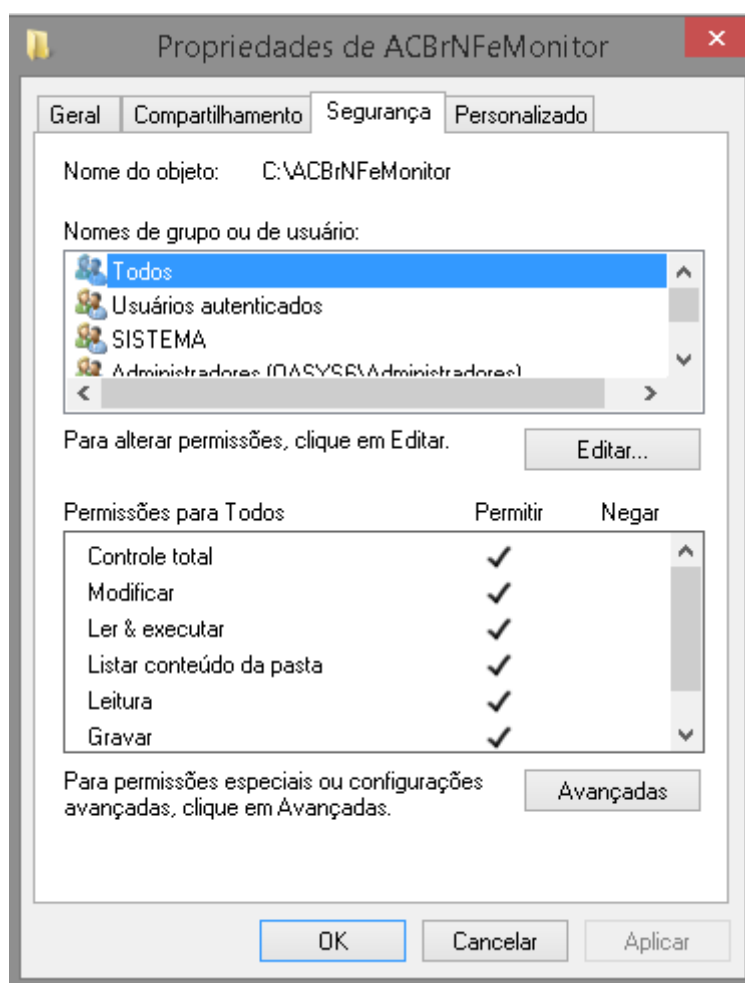 Propriedades de ACBrNFeMonitor
Geral Compartilhamento Segurança Personalizado
Nome do objeto: C:\ACBrNFeMonitor
Nomes de grupo ou de usuário:
Todos
Usuários autenticados
SISTEMA
Administradores (OASYS6\Administradores)
Para alterar permissões, clique em Editar.
Editar...
Permissões para Todos Permitir Negar
Controle total
Modificar
Ler & executar
Listar conteúdo da pasta
Leitura
Gravar
Para permissões especiais ou configurações
avançadas, clique em Avançadas.
Avançadas
OK Cancelar Aplicar